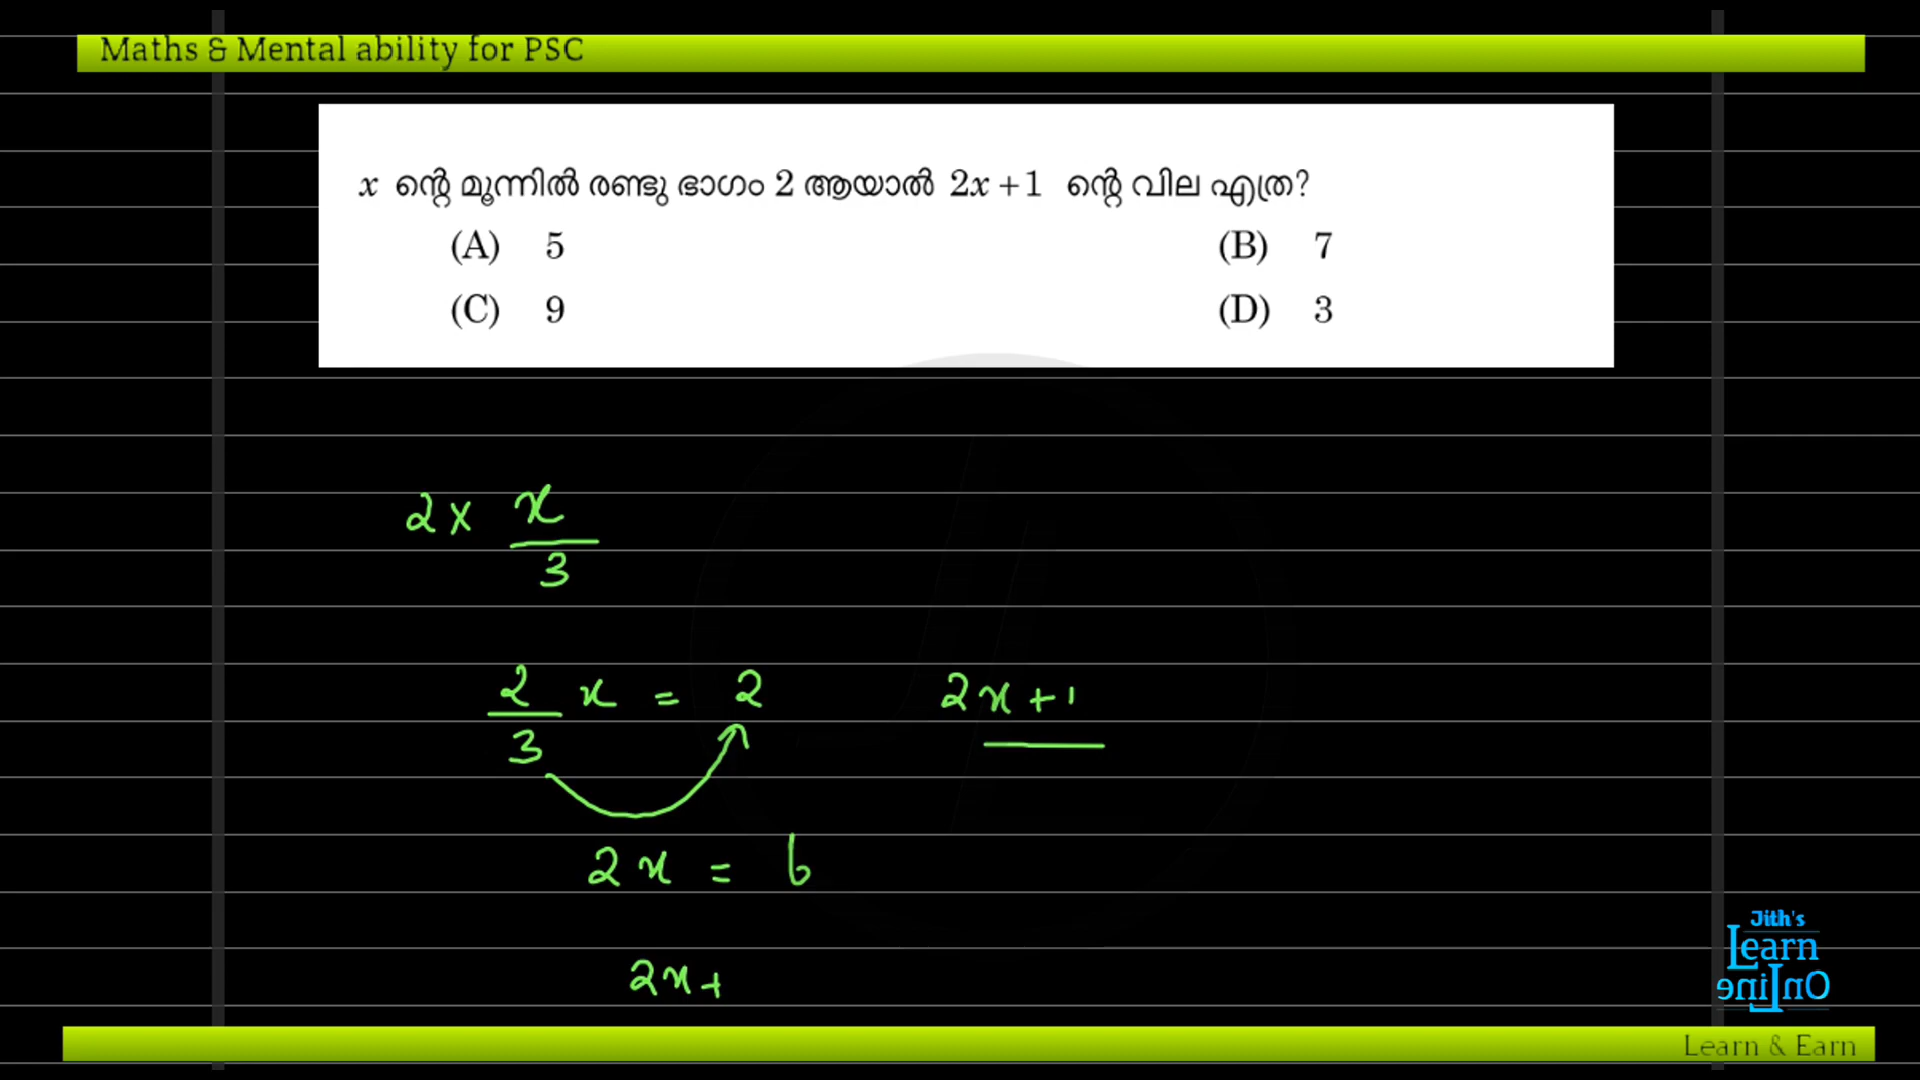 Maths & Mental ability for PSC
x ന്റെ മൂന്നിൽ രണ്ടു ഭാഗം 2 ആയാൽ 2x+1 ന്റെ വില എത്ര?
(A) 5 (B) 7
(C) 9 (D) 3
2 × x/3
2/3 x = 2 2x+1
2x = 6
2x+
Jith's
Learn
OnLine
Learn & Earn